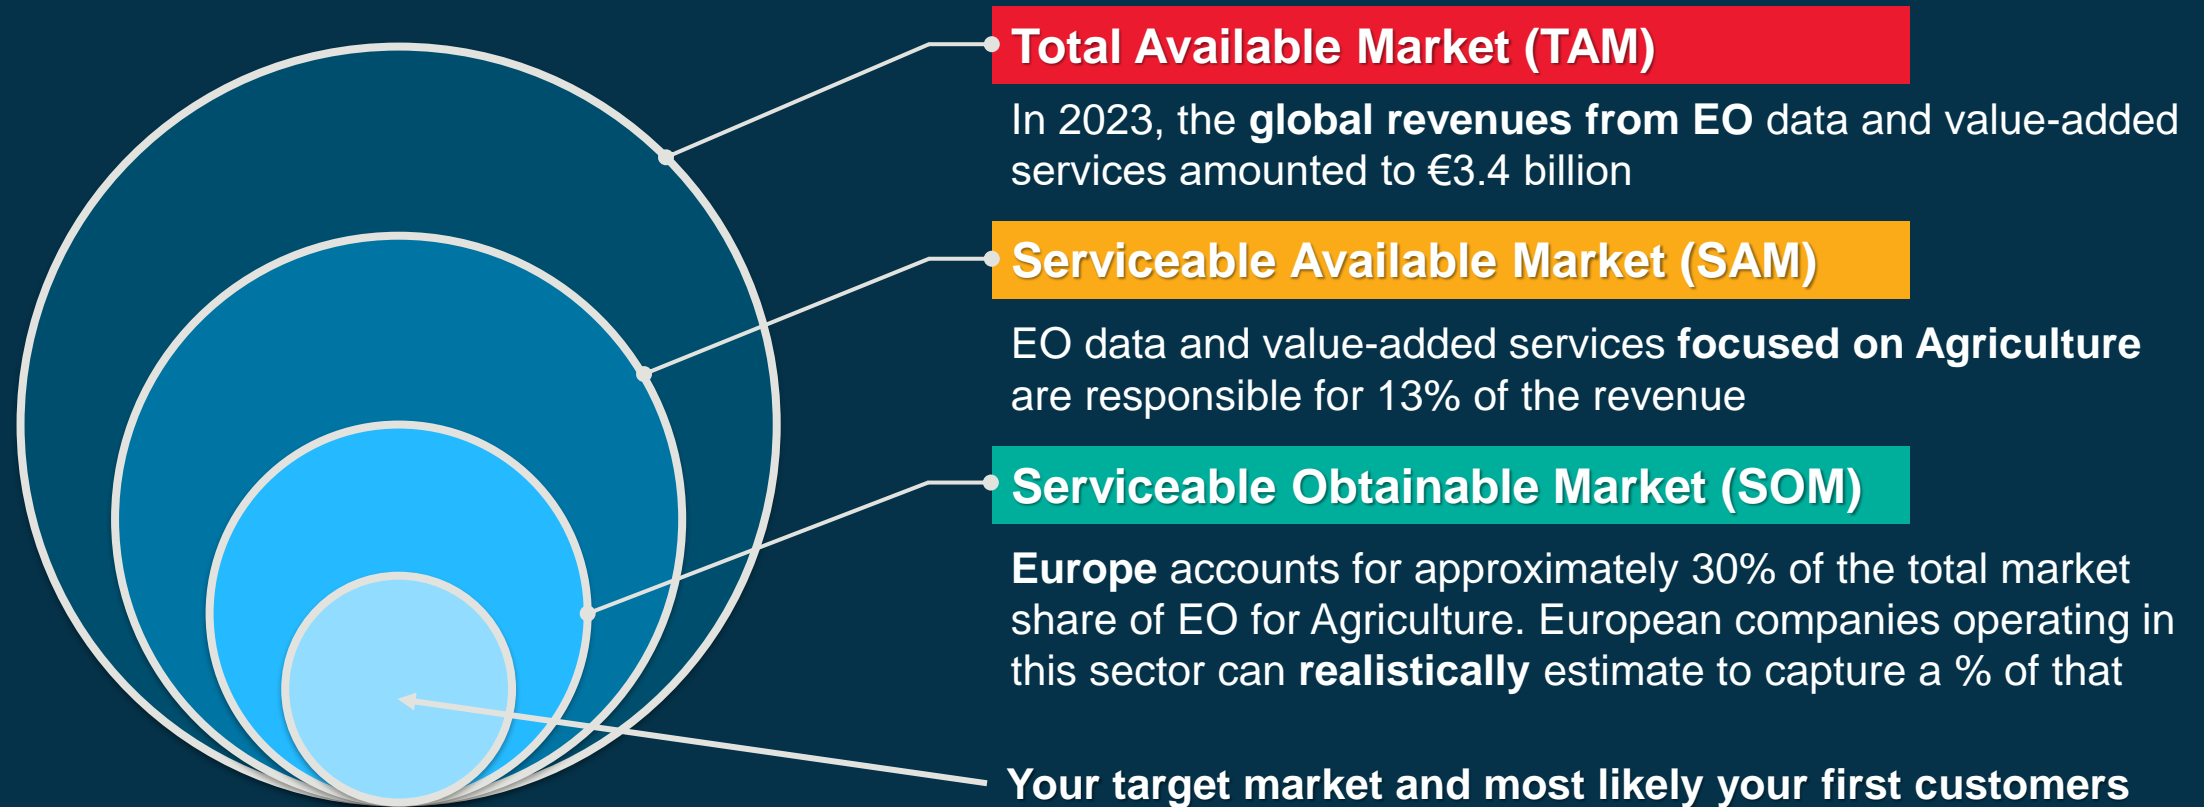 Total Available Market (TAM)
In 2023, the global revenues from EO data and value-added
services amounted to €3.4 billion
Serviceable Available Market (SAM)
EO data and value-added services focused on Agriculture
are responsible for 13% of the revenue
Serviceable Obtainable Market (SOM)
Europe accounts for approximately 30% of the total market
share of EO for Agriculture. European companies operating in
this sector can realistically estimate to capture a % of that
Your target market and most likely your first customers